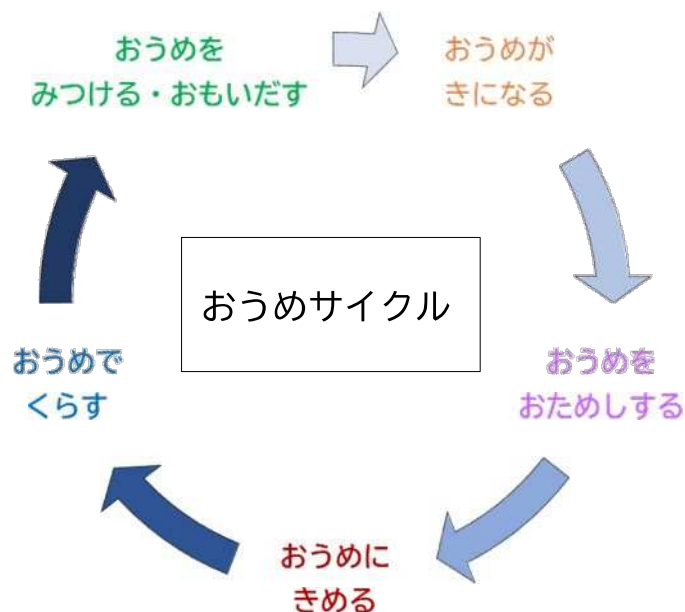 おうめを
みつける・おもいだす
おうめが
きになる
おうめサイクル
おうめを
おためしする
おうめに
きめる
おうめで
くらす